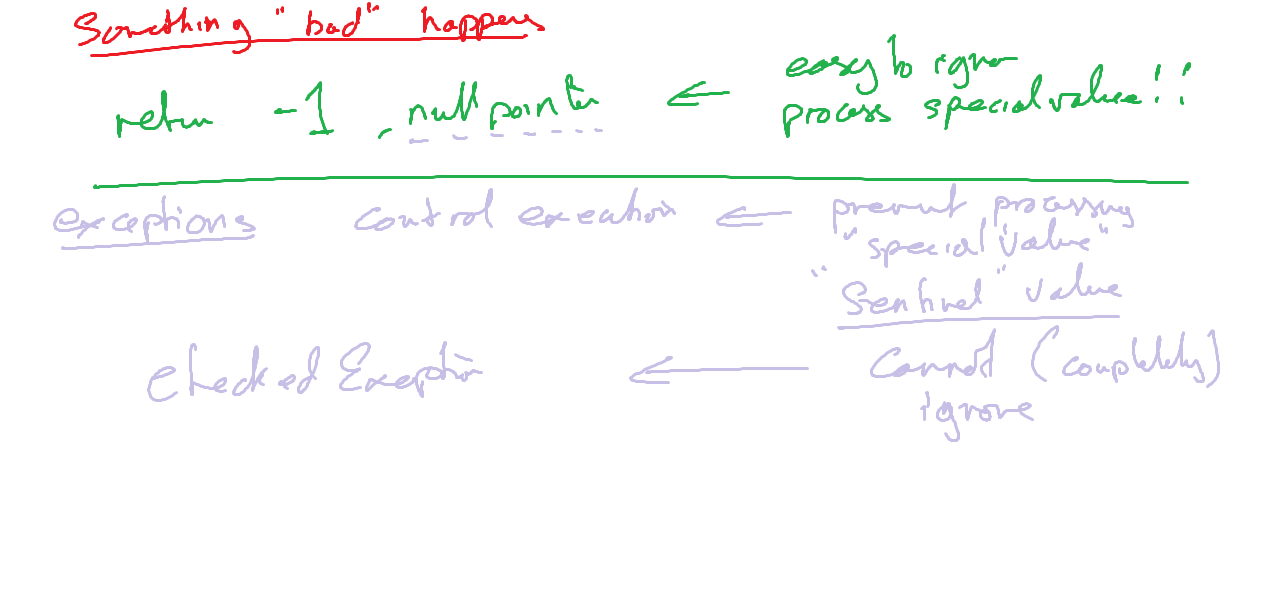 Something "bad" happens
return -1, null pointer ← easy to ignore
process special value!!
exceptions control execution ← prevent processing
"special value"
"Sentinel" value
Checked Exception ← Cannot (completely)
ignore